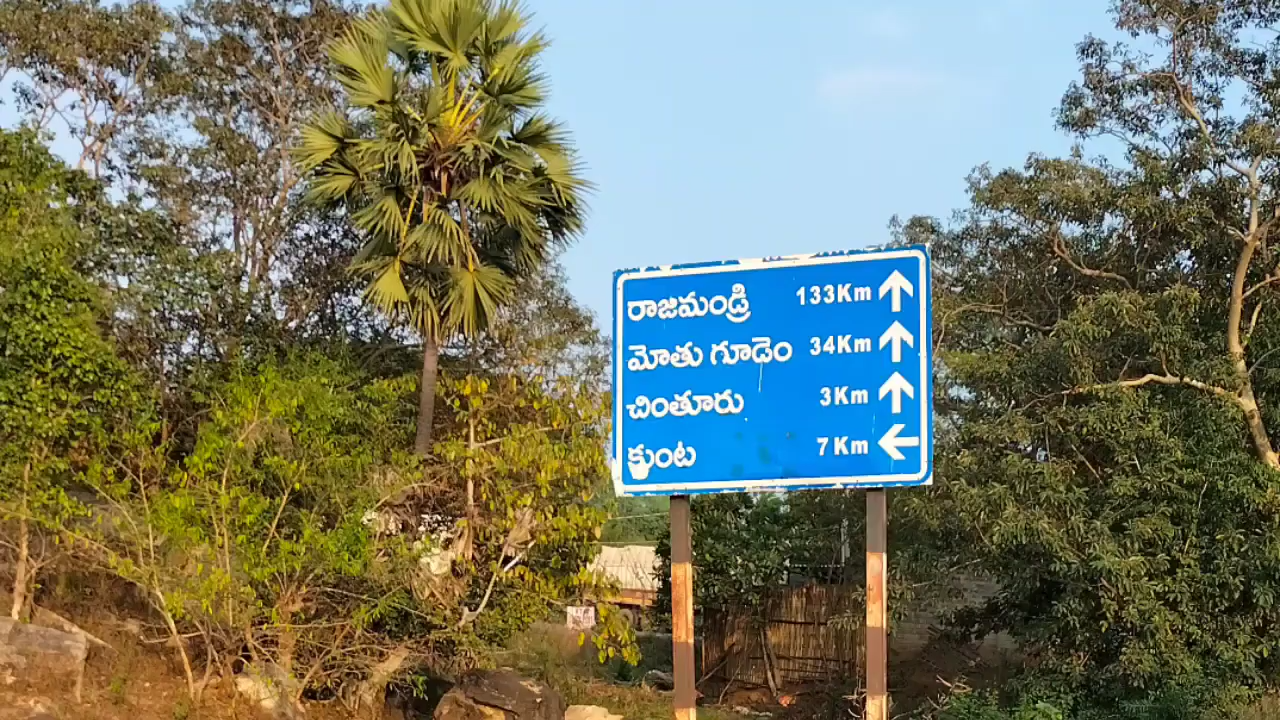 రాజమండ్రి 133Km ↑
మోతు గూడెం 34Km ↑
చింతూరు 3Km ↑
కుంట 7Km ←